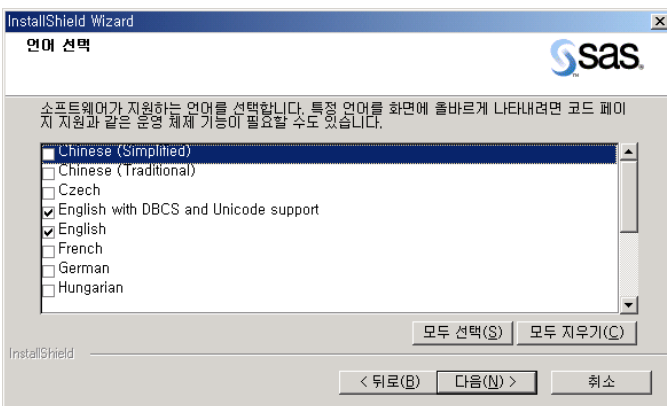 InstallShield Wizard
언어 선택
sas.
소프트웨어가 지원하는 언어를 선택합니다. 특정 언어를 화면에 올바르게 나타내려면 코드 페이
지 지원과 같은 운영 체제 기능이 필요할 수도 있습니다.
Chinese (Simplified)
Chinese (Traditional)
Czech
English with DBCS and Unicode support
English
French
German
Hungarian
모두 선택(S) 모두 지우기(C)
InstallShield
< 뒤로(B) 다음(N) > 취소